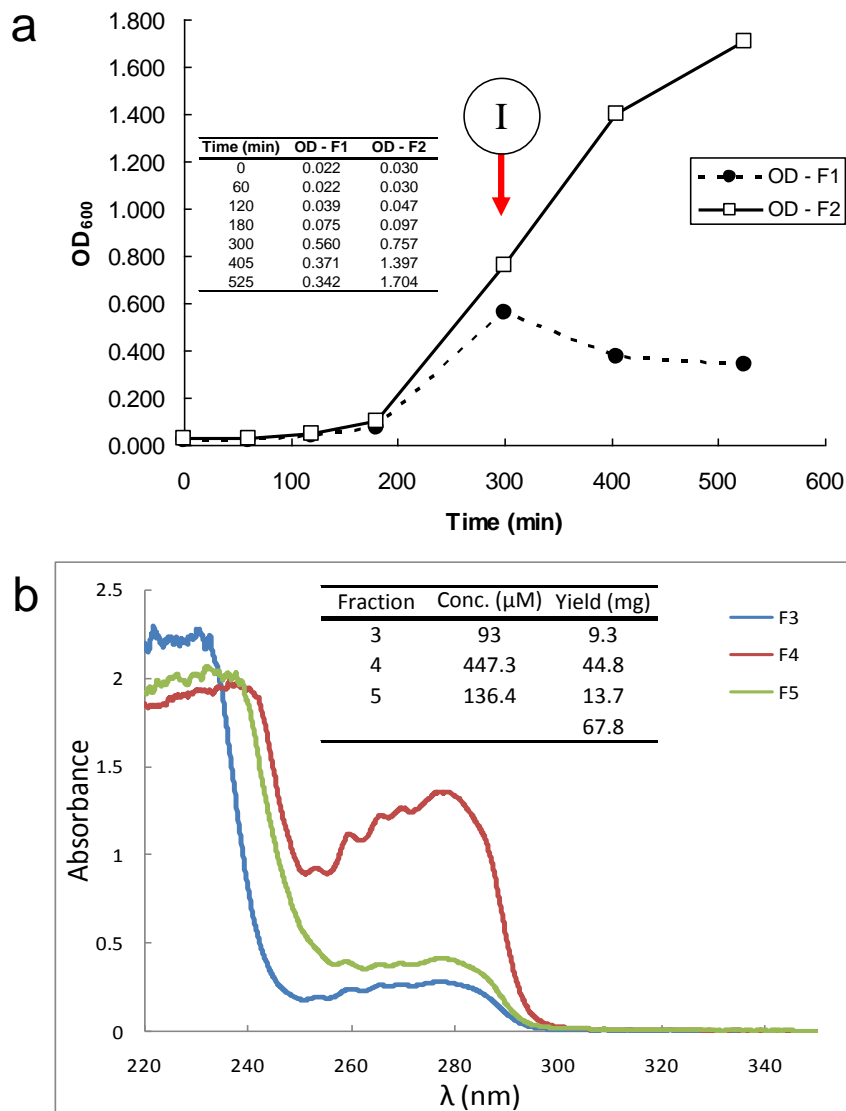 a
1.800
1.600
1.400
1.200
1.000
0.800
0.600
0.400
0.200
0.000
OD600
I
Time (min) OD - F1 OD - F2
0 0.022 0.030
60 0.022 0.030
120 0.039 0.047
180 0.075 0.097
300 0.560 0.757
405 0.371 1.397
525 0.342 1.704
OD - F1
OD - F2
0 100 200 300 400 500 600
Time (min)
b
2.5
2
1.5
1
0.5
0
Absorbance
Fraction Conc. (µM) Yield (mg)
3 93 9.3
4 447.3 44.8
5 136.4 13.7
67.8
F3
F4
F5
220 240 260 280 300 320 340
λ (nm)